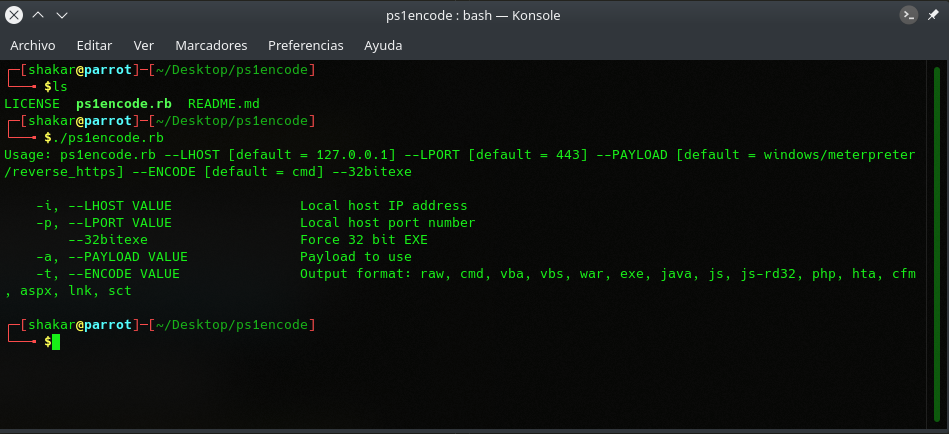 ps1encode : bash — Konsole
Archivo Editar Ver Marcadores Preferencias Ayuda
┌─[shakar@parrot]─[~/Desktop/ps1encode]
└──╼ $ls
LICENSE  ps1encode.rb  README.md
┌─[shakar@parrot]─[~/Desktop/ps1encode]
└──╼ $./ps1encode.rb
Usage: ps1encode.rb --LHOST [default = 127.0.0.1] --LPORT [default = 443] --PAYLOAD [default = windows/meterpreter
/reverse_https] --ENCODE [default = cmd] --32bitexe
    -i, --LHOST VALUE                Local host IP address
    -p, --LPORT VALUE                Local host port number
        --32bitexe                   Force 32 bit EXE
    -a, --PAYLOAD VALUE              Payload to use
    -t, --ENCODE VALUE               Output format: raw, cmd, vba, vbs, war, exe, java, js, js-rd32, php, hta, cfm
, aspx, lnk, sct
┌─[shakar@parrot]─[~/Desktop/ps1encode]
└──╼ $